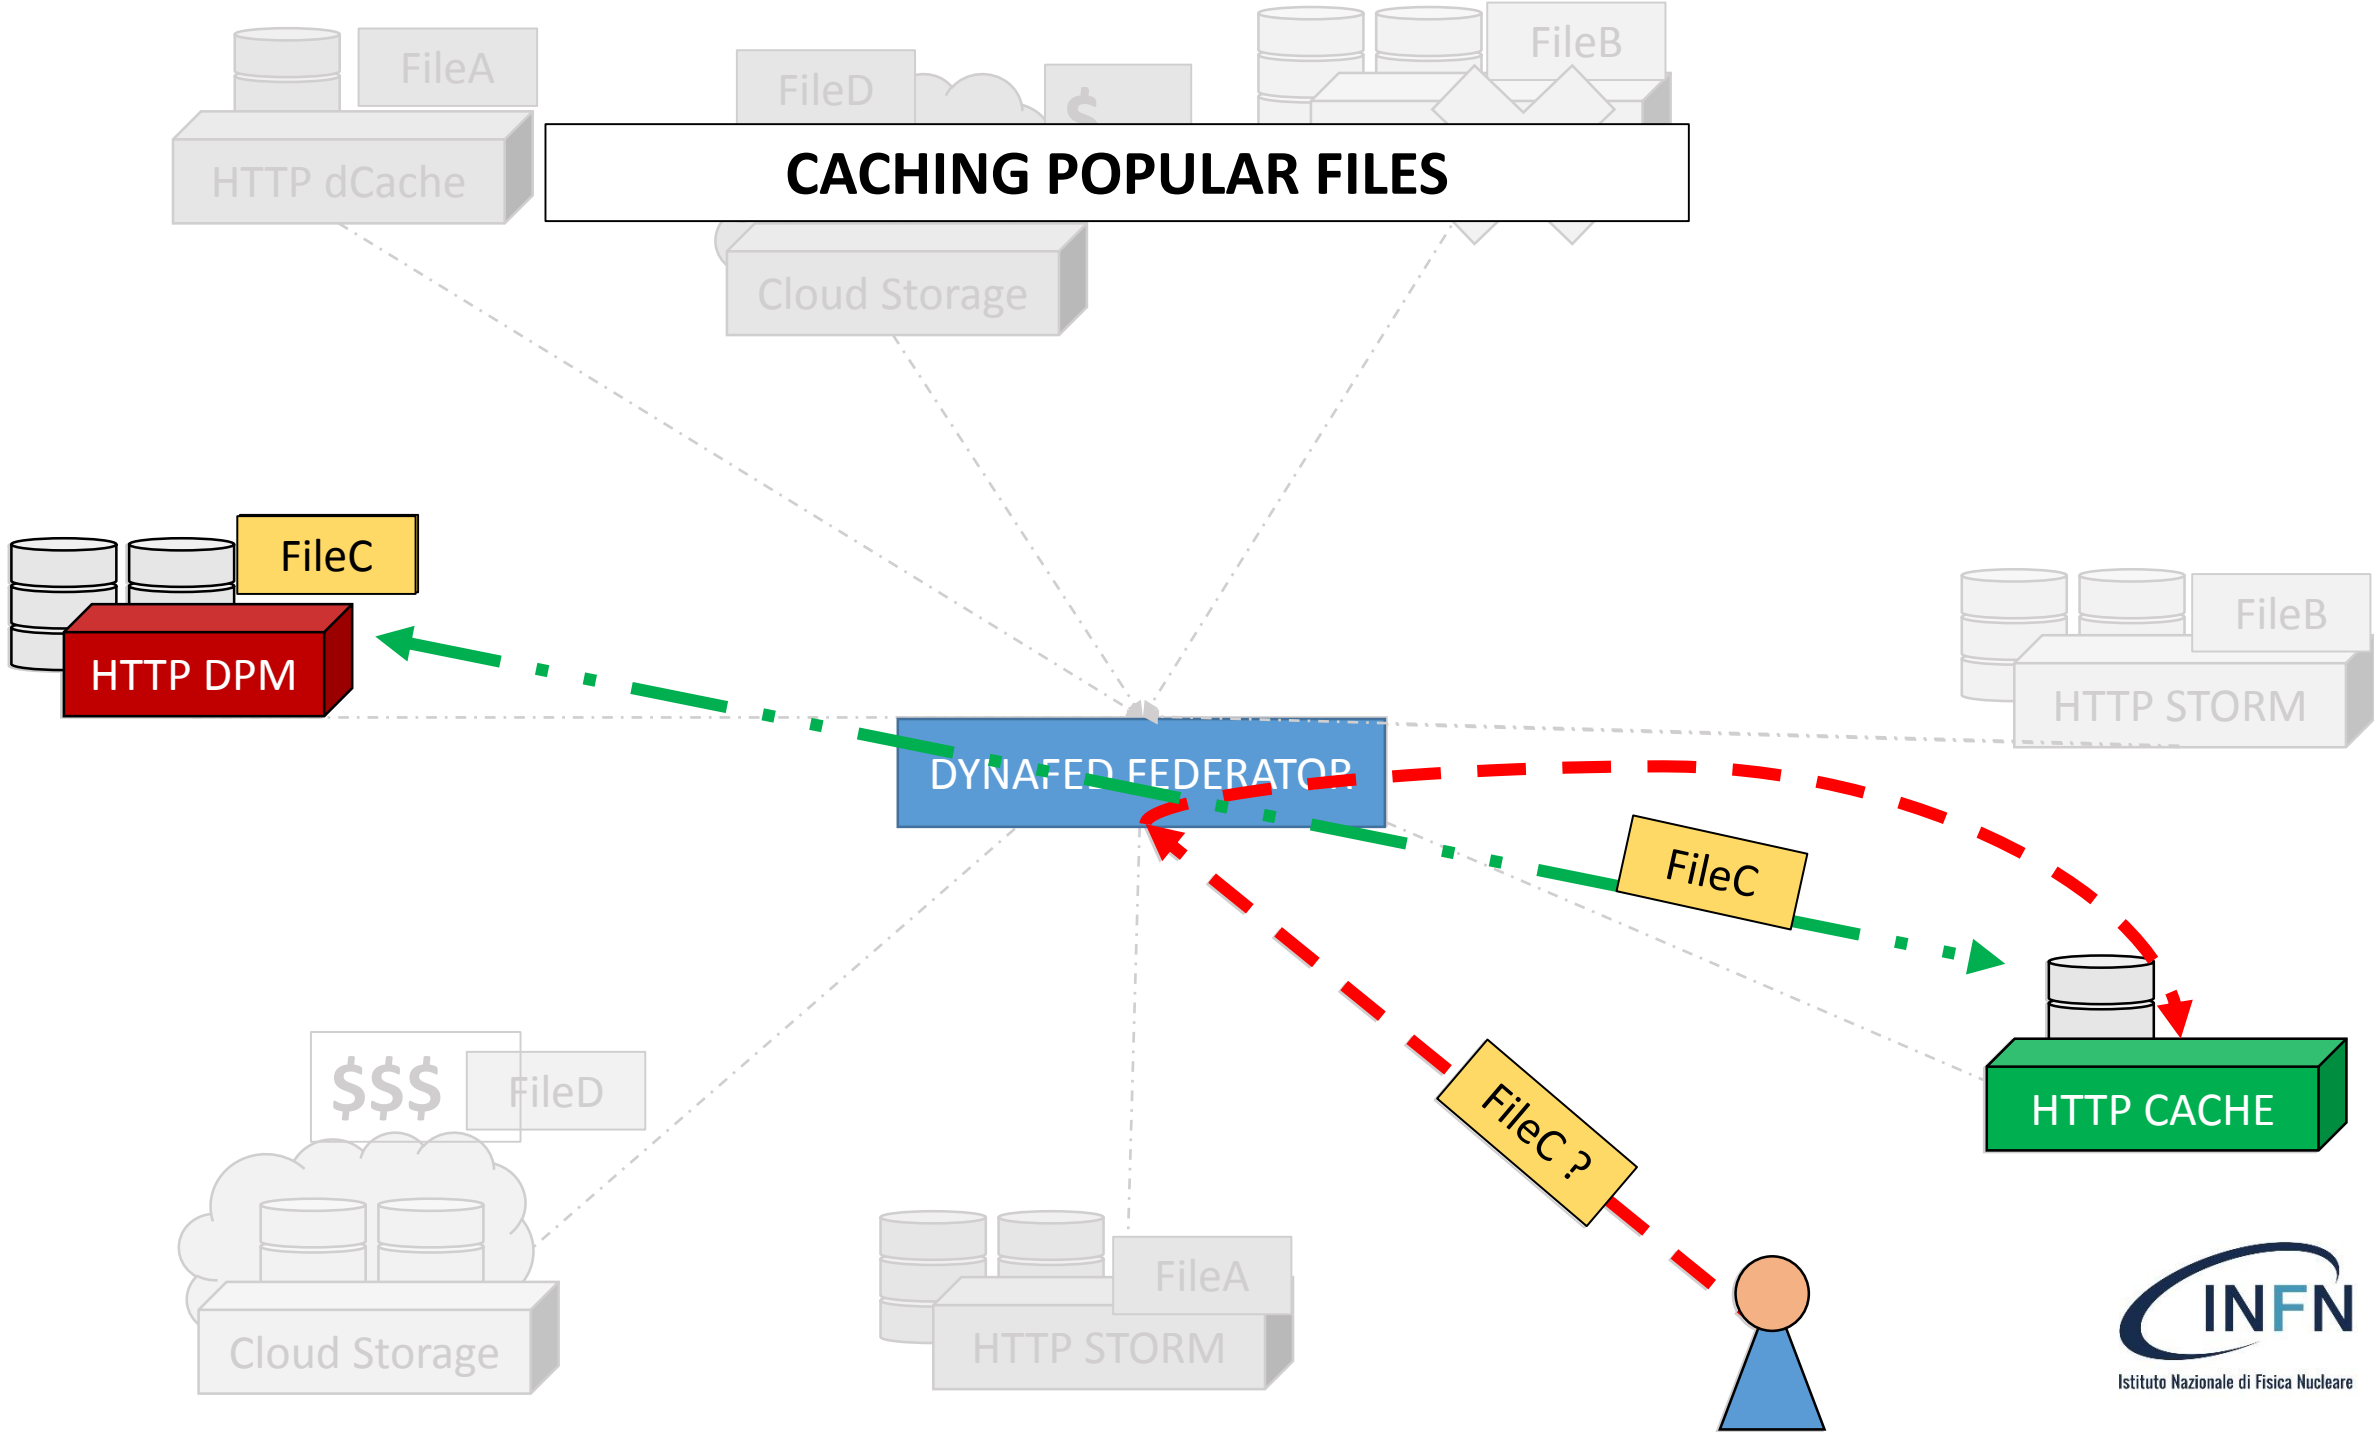 FileA
FileD
$
FileB
HTTP dCache
CACHING POPULAR FILES
Cloud Storage
FileC
HTTP DPM
FileB
HTTP STORM
DYNAFED FEDERATOR
FileC
HTTP CACHE
$$$
FileD
FileC ?
FileA
Cloud Storage
HTTP STORM
INFN
Istituto Nazionale di Fisica Nucleare